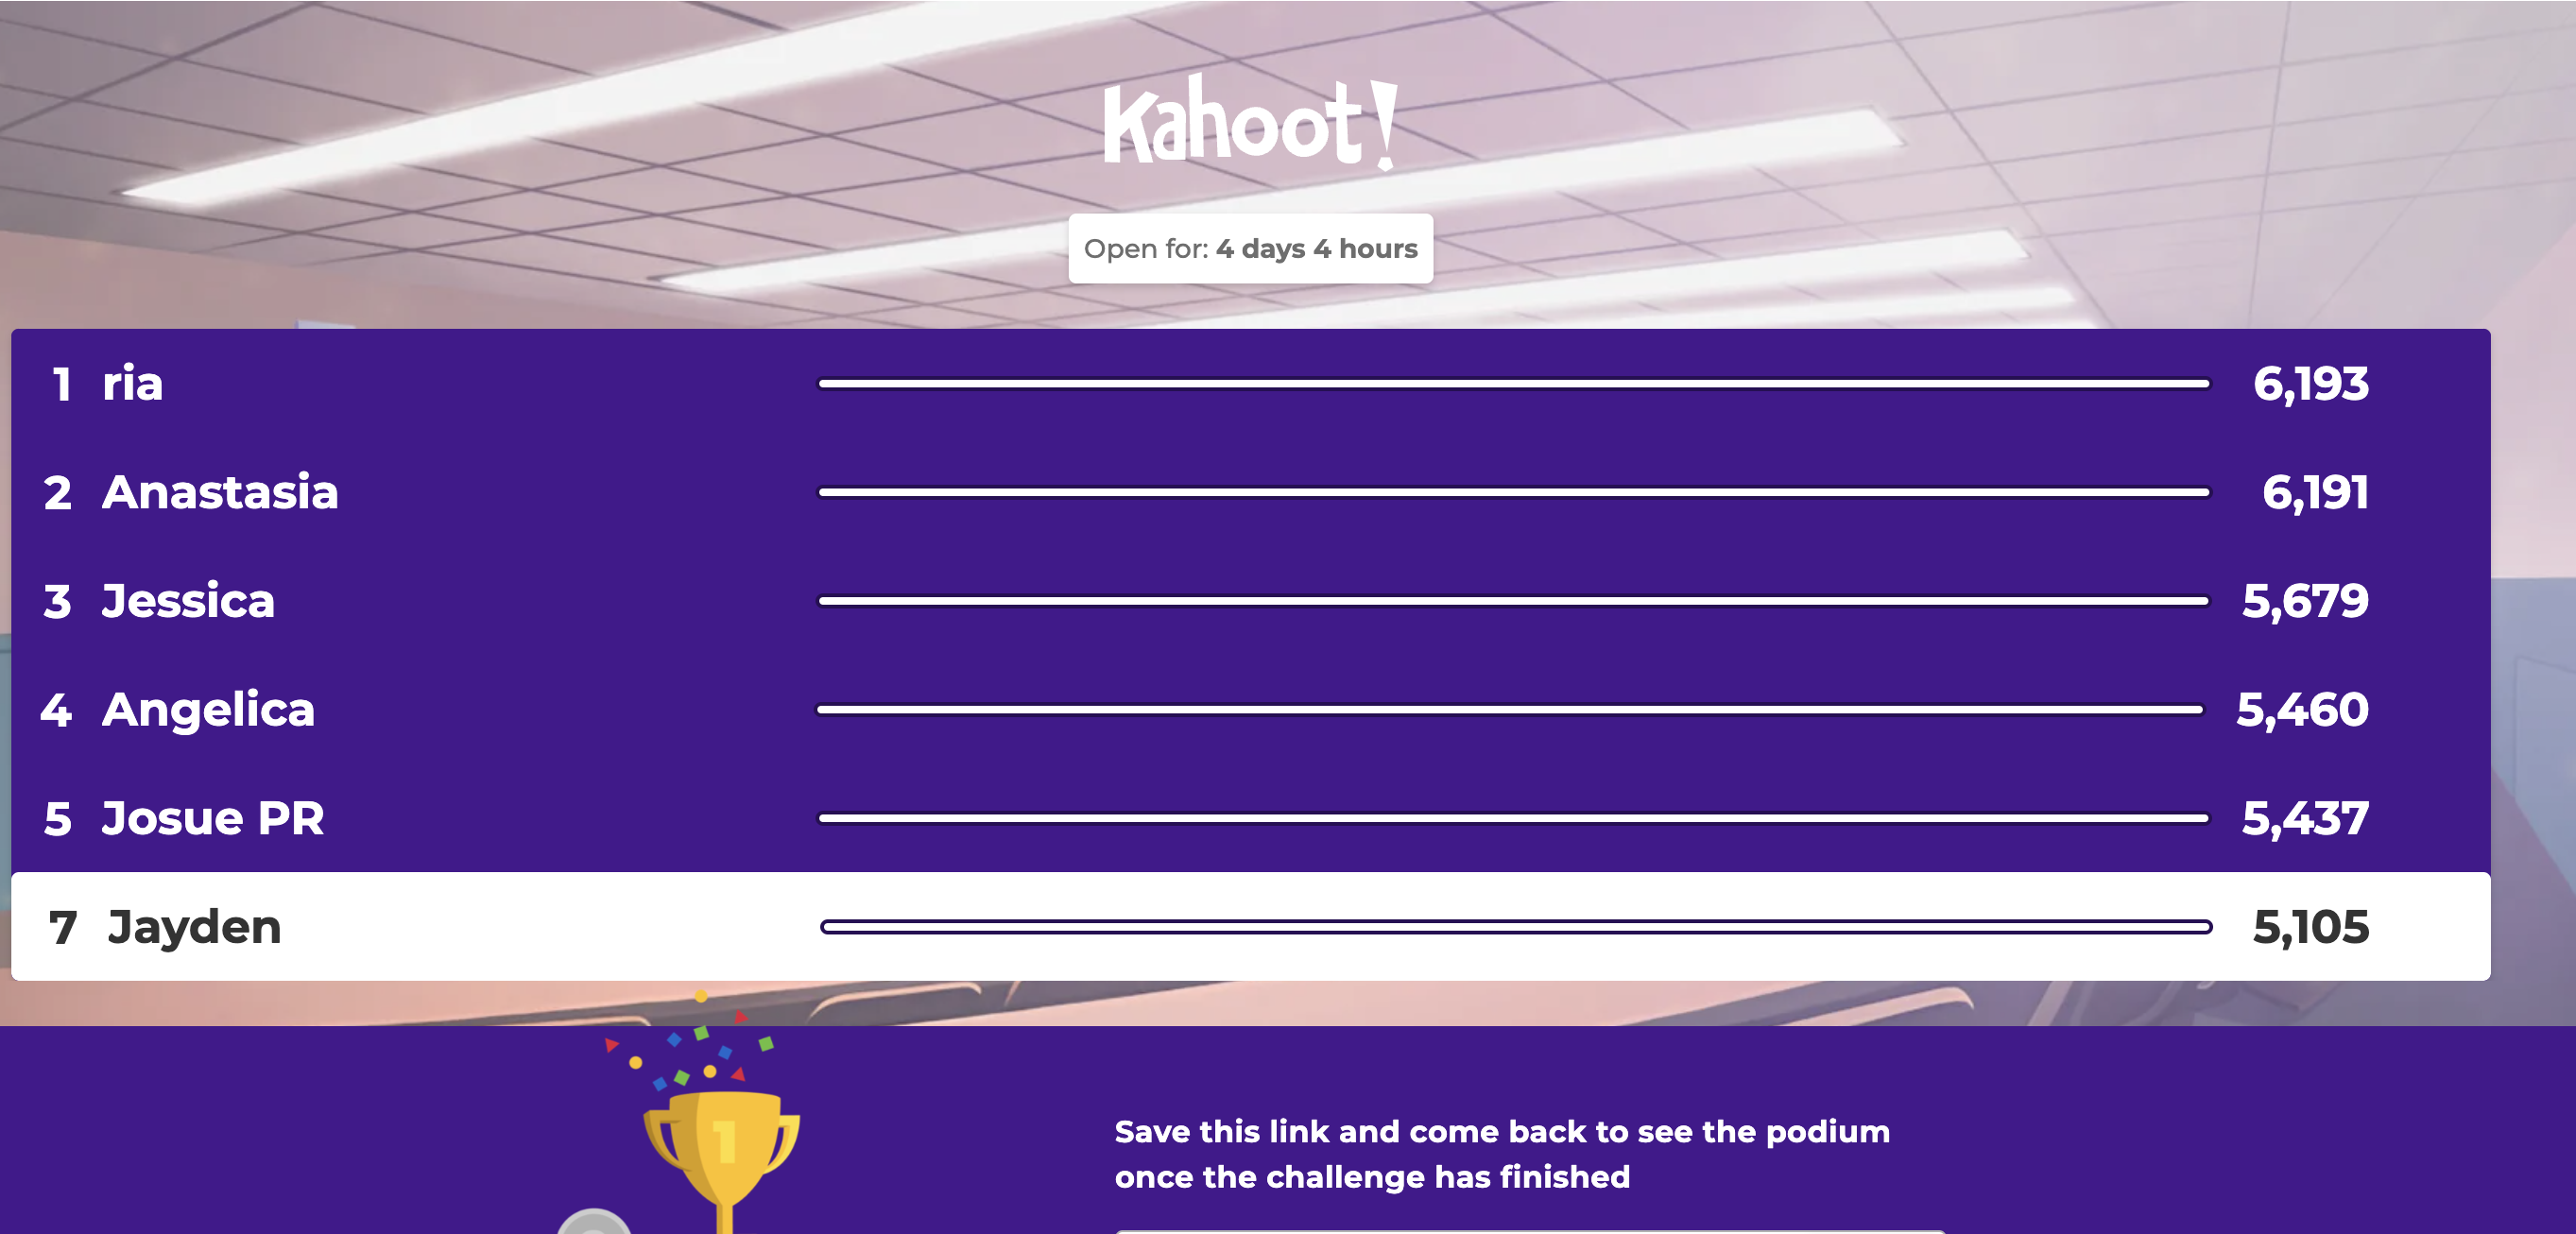 Kahoot!
Open for: 4 days 4 hours
1 ria 6,193
2 Anastasia 6,191
3 Jessica 5,679
4 Angelica 5,460
5 Josue PR 5,437
7 Jayden 5,105
1
Save this link and come back to see the podium
once the challenge has finished